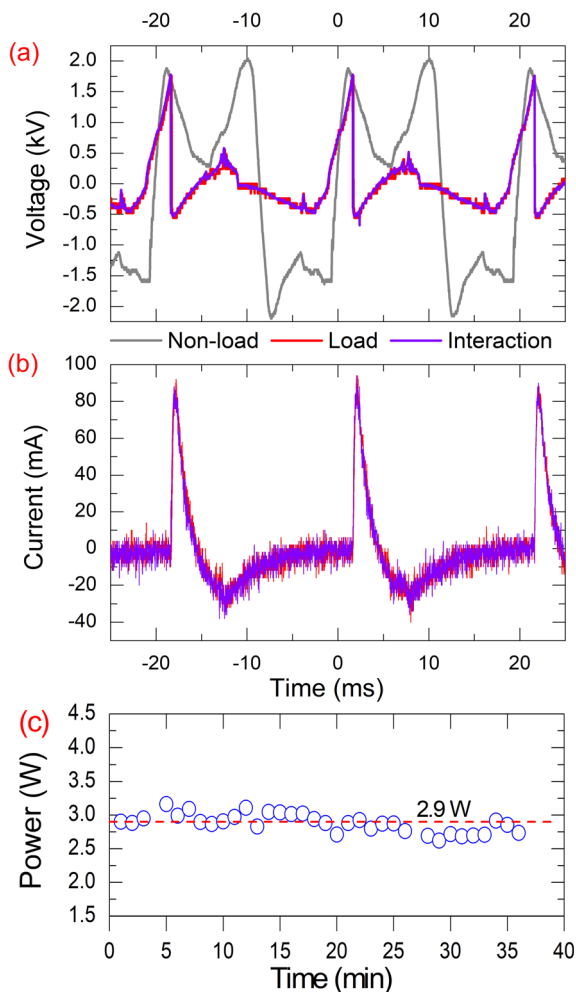 -20 -10 0 10 20
(a)
2.0
1.5
1.0
0.5
0.0
-0.5
-1.0
-1.5
-2.0
Voltage (kV)
Non-load Load Interaction
(b)
100
80
60
40
20
0
-20
-40
Current (mA)
-20 -10 0 10 20
Time (ms)
(c)
4.5
4.0
3.5
3.0
2.5
2.0
1.5
Power (W)
2.9 W
0 5 10 15 20 25 30 35 40
Time (min)